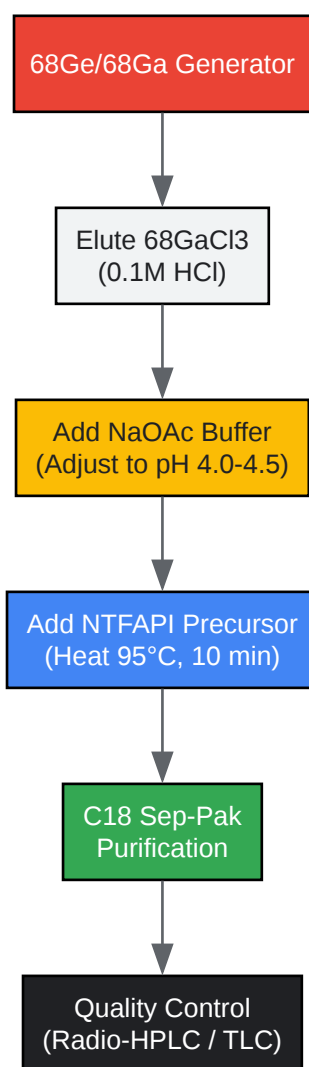 68Ge/68Ga Generator
Elute 68GaCl3
(0.1M HCl)
Add NaOAc Buffer
(Adjust to pH 4.0-4.5)
Add NTFAPI Precursor
(Heat 95°C, 10 min)
C18 Sep-Pak
Purification
Quality Control
(Radio-HPLC / TLC)